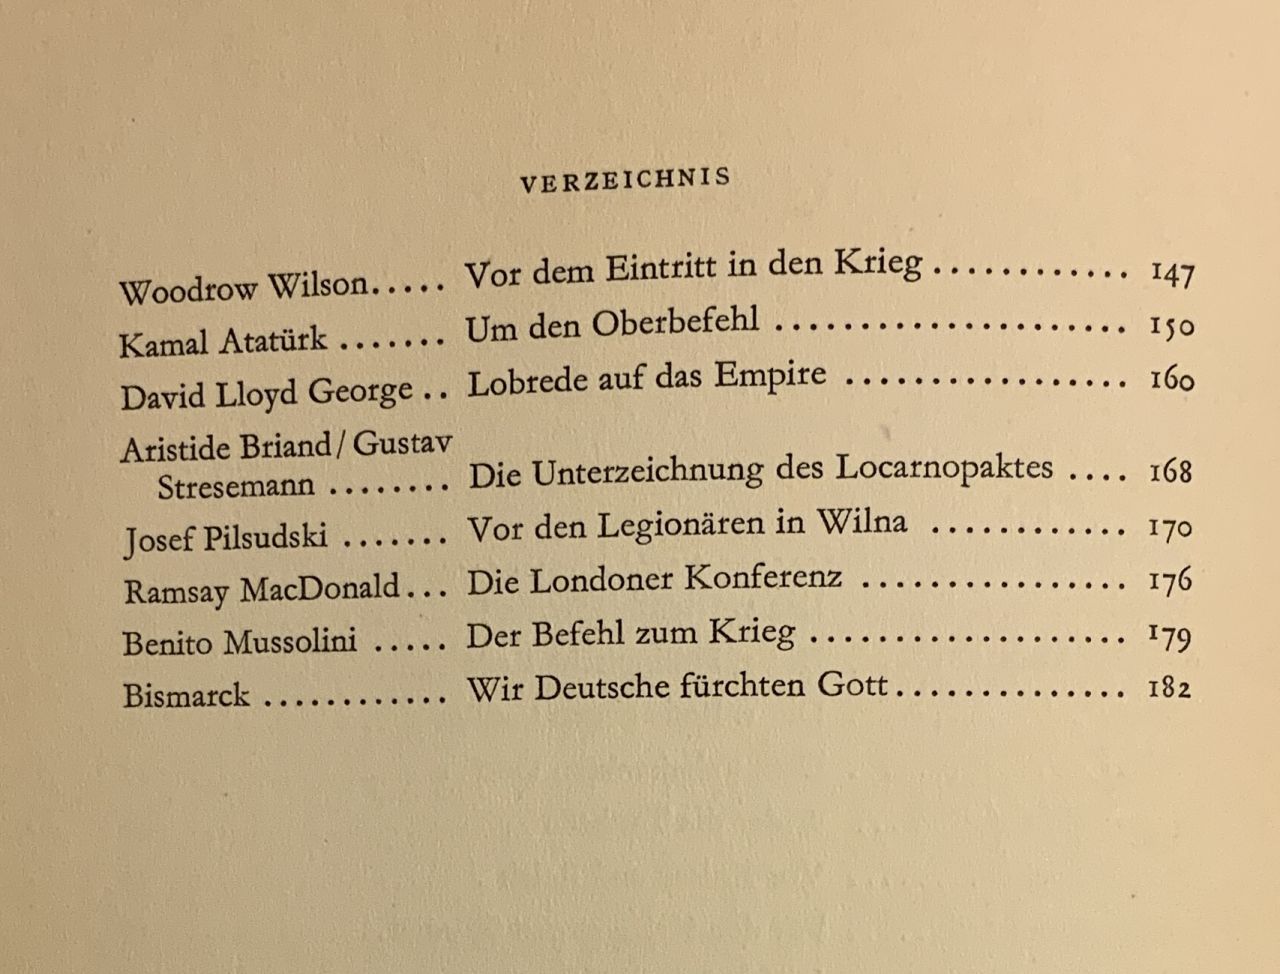 VERZEICHNIS
Woodrow Wilson..... Vor dem Eintritt in den Krieg ............ 147
Kamal Atatürk ....... Um den Oberbefehl ..................... 150
David Lloyd George .. Lobrede auf das Empire ................. 160
Aristide Briand/Gustav
Stresemann ........ Die Unterzeichnung des Locarnopaktes .... 168
Josef Pilsudski ....... Vor den Legionären in Wilna ............ 170
Ramsay MacDonald... Die Londoner Konferenz ................ 176
Benito Mussolini ..... Der Befehl zum Krieg ................... 179
Bismarck ............ Wir Deutsche fürchten Gott.............. 182